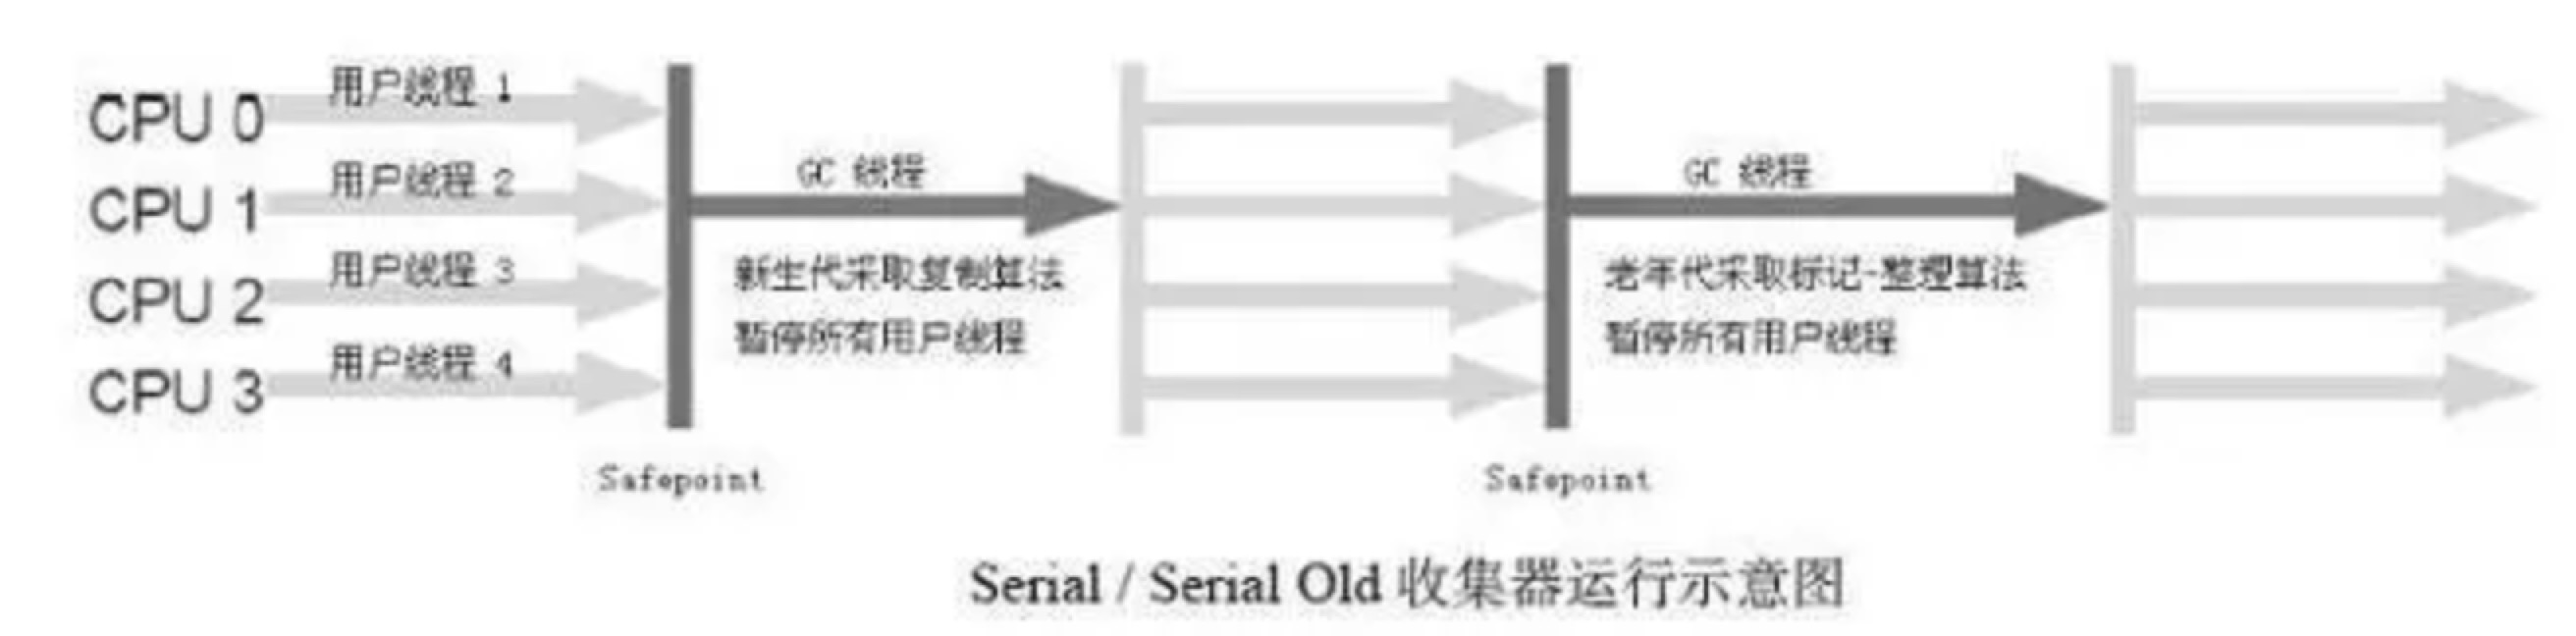 CPU 0 用户线程 1
CPU 1 用户线程 2
CPU 2 用户线程 3
CPU 3 用户线程 4
GC 线程
新生代采取复制算法
暂停所有用户线程
GC 线程
老年代采取标记-整理算法
暂停所有用户线程
Safepoint
Safepoint
Serial / Serial Old 收集器运行示意图